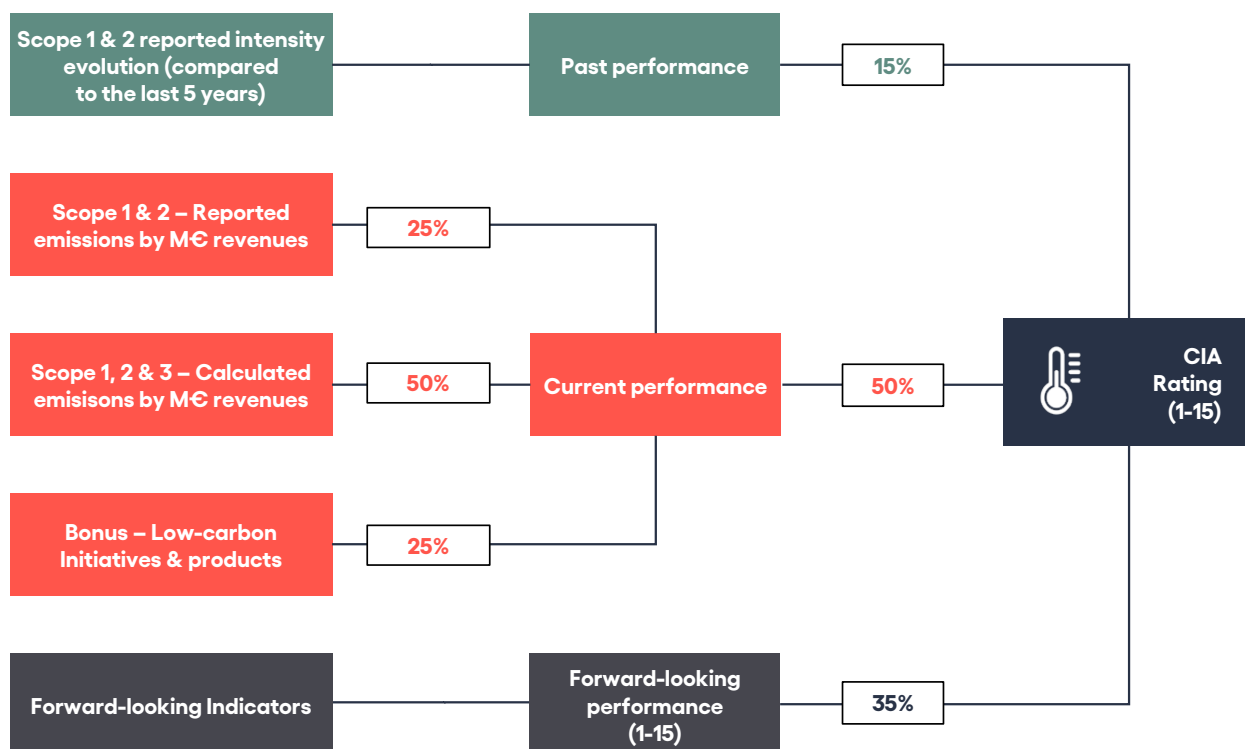 Scope 1 & 2 reported intensity
evolution (compared
to the last 5 years)
Past performance
15%
Scope 1 & 2 – Reported
emissions by M€ revenues
25%
Scope 1, 2 & 3 – Calculated
emisisons by M€ revenues
50%
Current performance
50%
CIA
Rating
(1-15)
Bonus – Low-carbon
Initiatives & products
25%
Forward-looking Indicators
Forward-looking
performance
(1-15)
35%